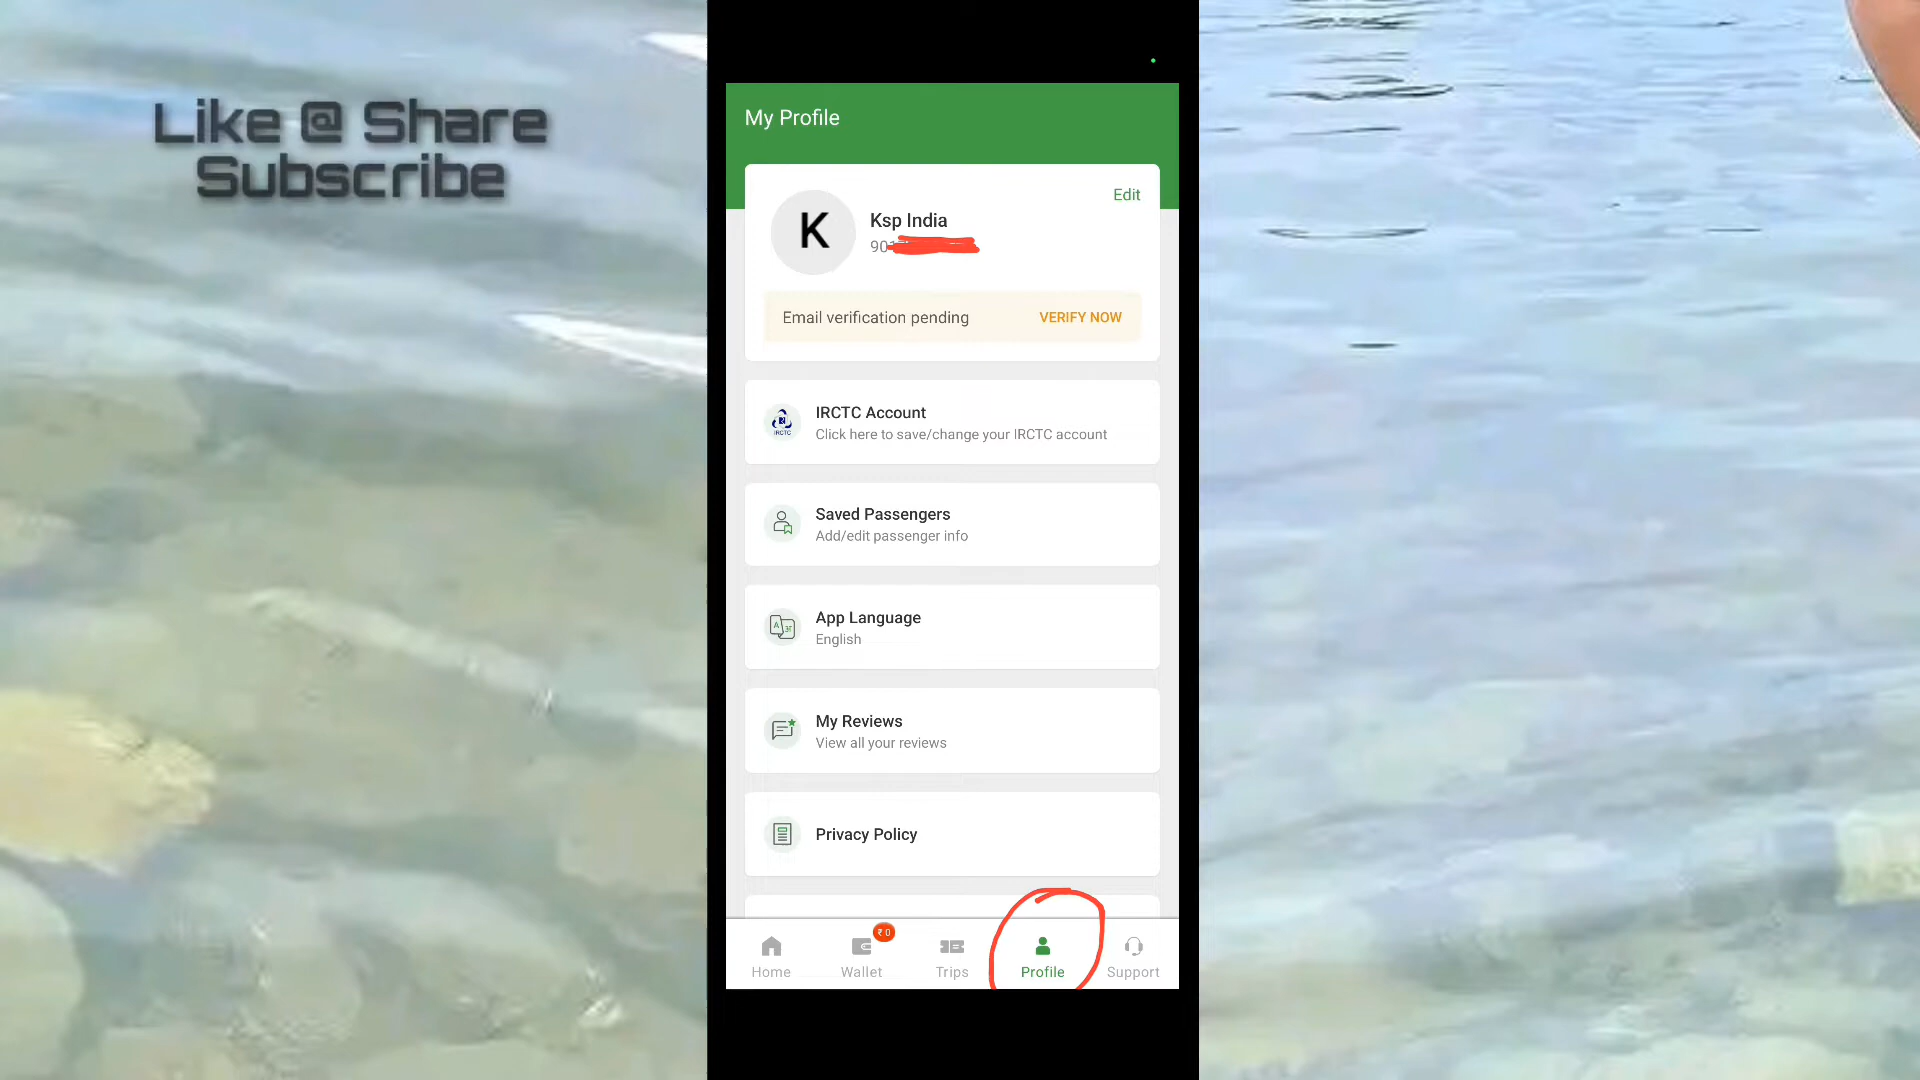 Like @ Share
Subscribe
My Profile
Edit
K
Ksp India
Email verification pending
VERIFY NOW
IRCTC
IRCTC Account
Click here to save/change your IRCTC account
Saved Passengers
Add/edit passenger info
App Language
English
My Reviews
View all your reviews
Privacy Policy
₹ 0
Home
Wallet
Trips
Profile
Support